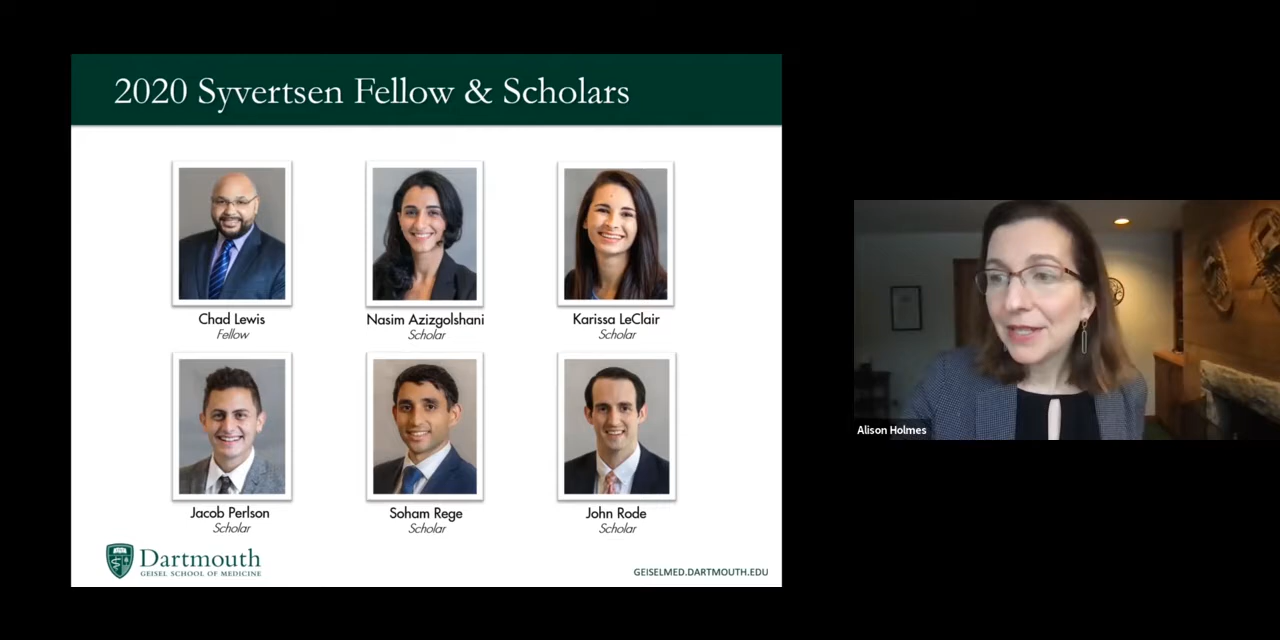 2020 Syvertsen Fellow & Scholars
Chad Lewis
Fellow
Nasim Azizgolshani
Scholar
Karissa LeClair
Scholar
Jacob Perlson
Scholar
Soham Rege
Scholar
John Rode
Scholar
Dartmouth
GEISEL SCHOOL OF MEDICINE
GEISELMED.DARTMOUTH.EDU
Alison Holmes